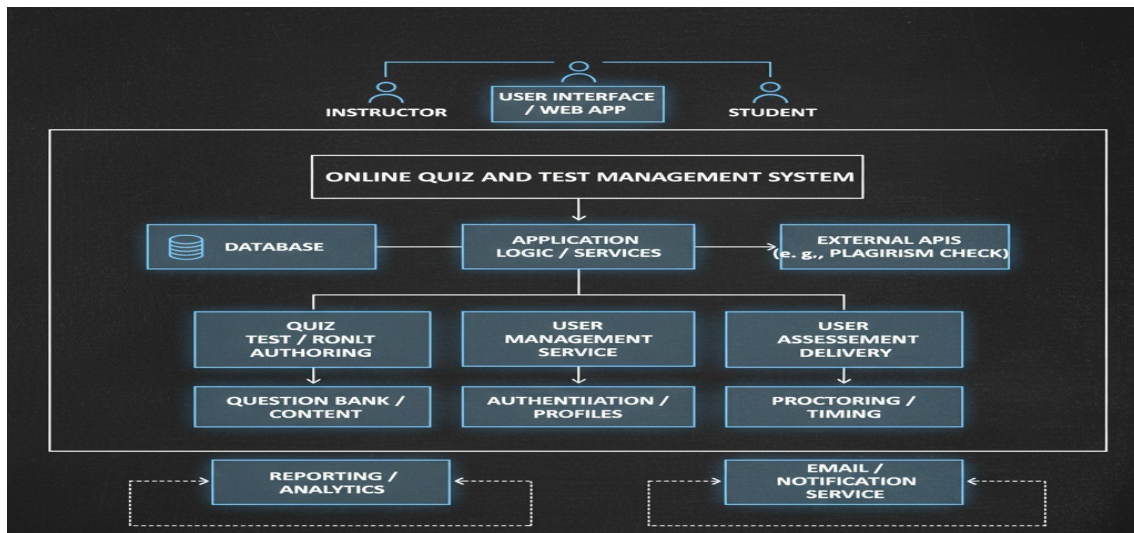 INSTRUCTOR
USER INTERFACE
/ WEB APP
STUDENT
ONLINE QUIZ AND TEST MANAGEMENT SYSTEM
DATABASE
APPLICATION
LOGIC / SERVICES
EXTERNAL APIS
(e. g., PLAGIRISM CHECK)
QUIZ
TEST / RONLT
AUTHORING
USER
MANAGEMENT
SERVICE
USER
ASSESSEMENT
DELIVERY
QUESTION BANK /
CONTENT
AUTHENTIIATION /
PROFILES
PROCTORING /
TIMING
REPORTING /
ANALYTICS
EMAIL /
NOTIFICATION
SERVICE